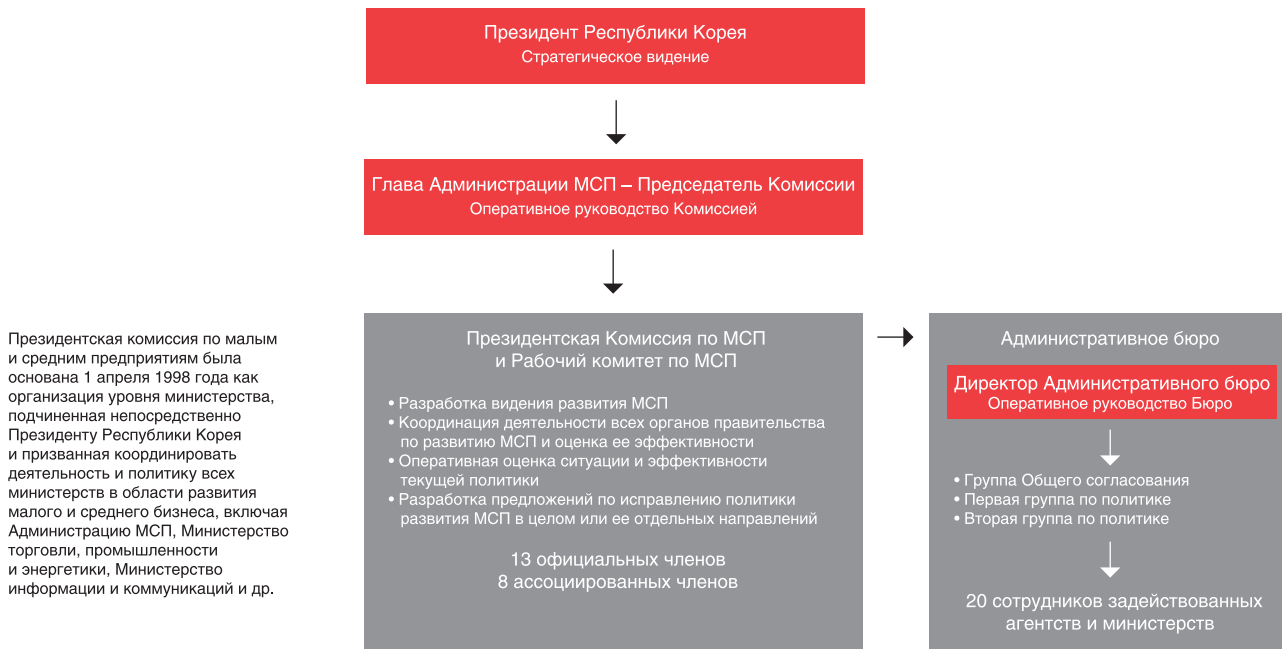 Президент Республики Корея
Стратегическое видение
Глава Администрации МСП – Председатель Комиссии
Оперативное руководство Комиссией
Президентская комиссия по малым
и средним предприятиям была
основана 1 апреля 1998 года как
организация уровня министерства,
подчиненная непосредственно
Президенту Республики Корея
и призванная координировать
деятельность и политику всех
министерств в области развития
малого и среднего бизнеса, включая
Администрацию МСП, Министерство
торговли, промышленности
и энергетики, Министерство
информации и коммуникаций и др.
Президентская Комиссия по МСП
и Рабочий комитет по МСП
• Разработка видения развития МСП
• Координация деятельности всех органов правительства
по развитию МСП и оценка ее эффективности
• Оперативная оценка ситуации и эффективности
текущей политики
• Разработка предложений по исправлению политики
развития МСП в целом или ее отдельных направлений
13 официальных членов
8 ассоциированных членов
Административное бюро
Директор Административного бюро
Оперативное руководство Бюро
• Группа Общего согласования
• Первая группа по политике
• Вторая группа по политике
20 сотрудников задействованных
агентств и министерств